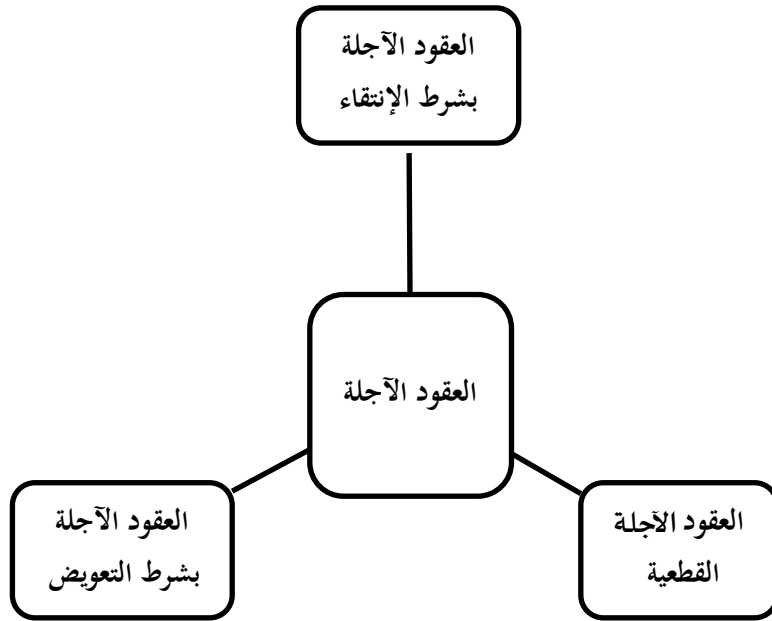 العقود الآجلة
بشرط الإنتقاء
العقود الآجلة
العقود الآجلة
القطعية
العقود الآجلة
بشرط التعويض